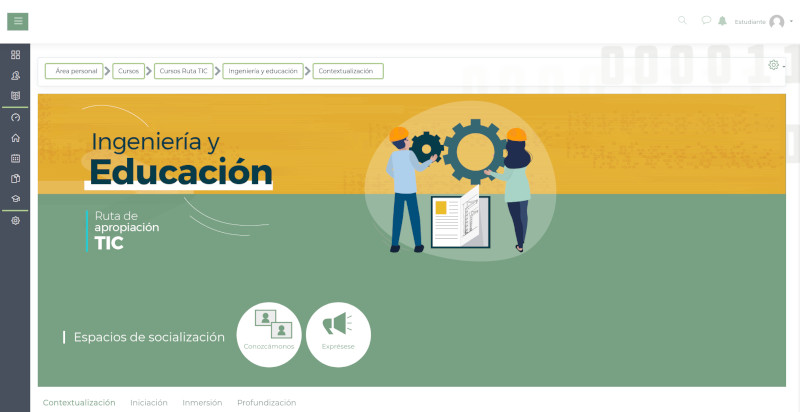 Estudiante
Área personal
Cursos
Cursos Ruta TIC
Ingeniería y educación
Contextualización
Ingeniería y
Educación
Ruta de
apropiación
TIC
Espacios de socialización
Conozcámonos
Exprésese
Contextualización Iniciación Inmersión Profundización